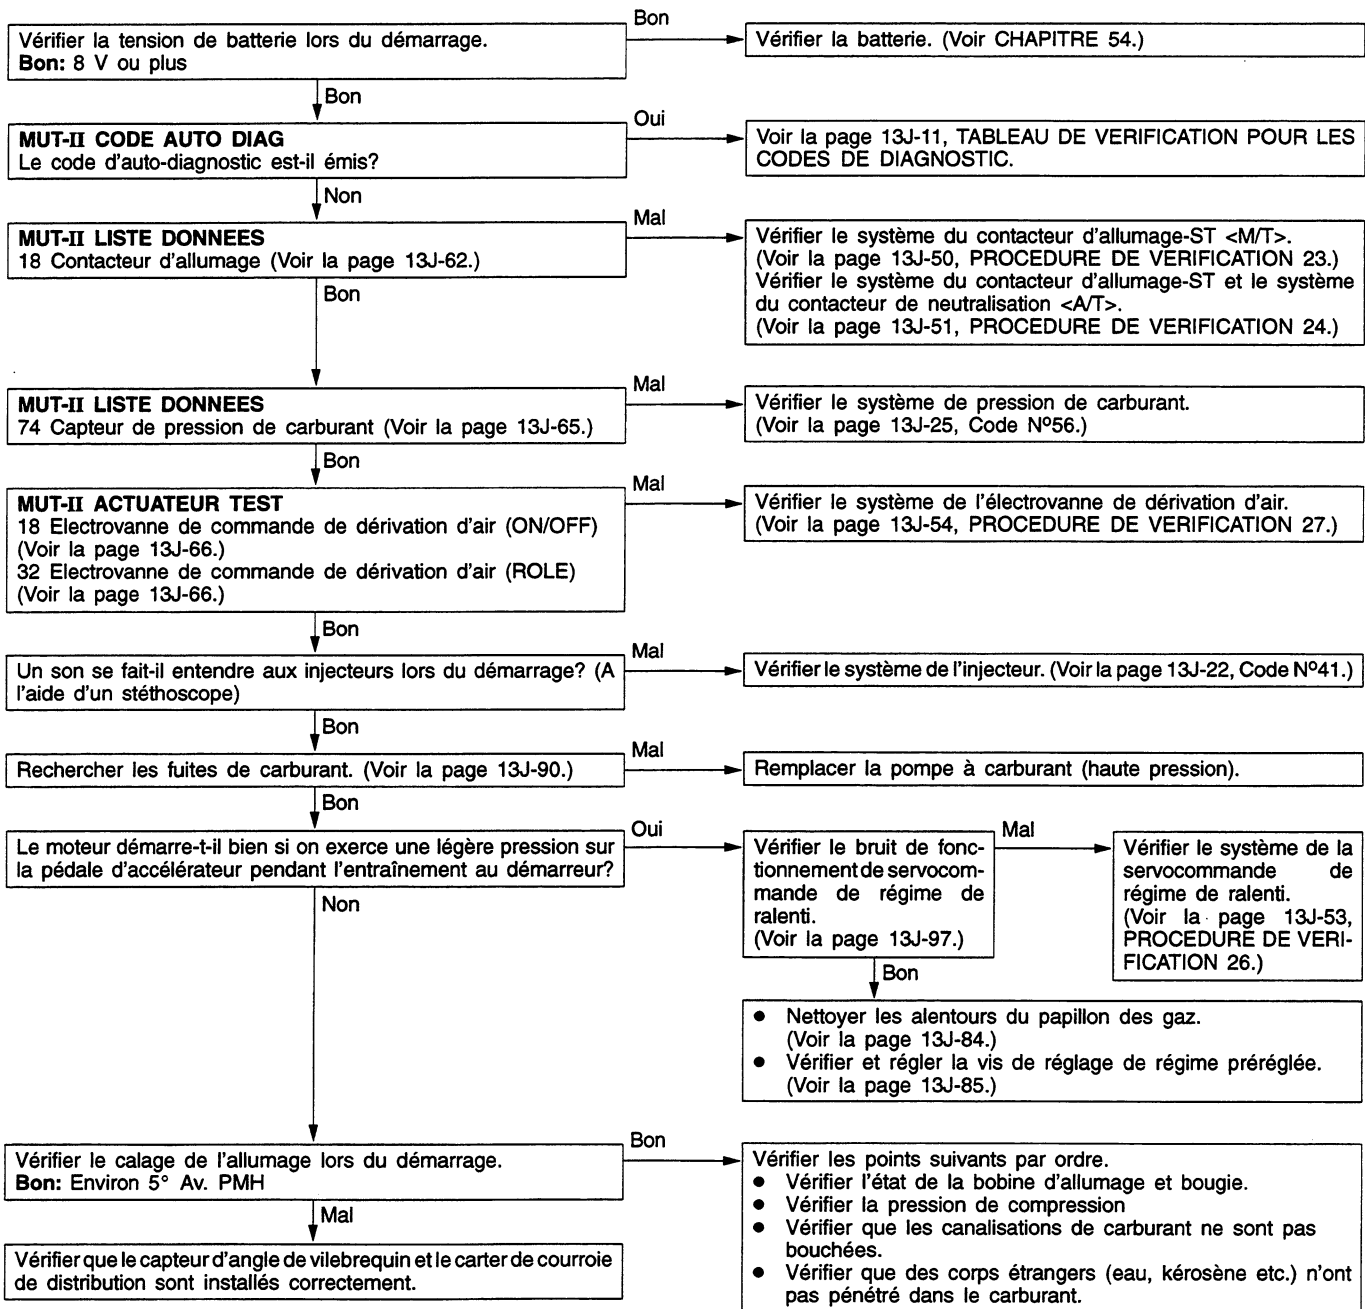 Bon
Vérifier la tension de batterie lors du démarrage.
Bon: 8 V ou plus
Vérifier la batterie. (Voir CHAPITRE 54.)
Bon
MUT-II CODE AUTO DIAG
Le code d'auto-diagnostic est-il émis?
Oui
Voir la page 13J-11, TABLEAU DE VERIFICATION POUR LES
CODES DE DIAGNOSTIC.
Non
MUT-II LISTE DONNEES
18 Contacteur d'allumage (Voir la page 13J-62.)
Mal
Vérifier le système du contacteur d'allumage-ST <M/T>.
(Voir la page 13J-50, PROCEDURE DE VERIFICATION 23.)
Vérifier le système du contacteur d'allumage-ST et le système
du contacteur de neutralisation <A/T>.
(Voir la page 13J-51, PROCEDURE DE VERIFICATION 24.)
Bon
MUT-II LISTE DONNEES
74 Capteur de pression de carburant (Voir la page 13J-65.)
Mal
Vérifier le système de pression de carburant.
(Voir la page 13J-25, Code Nº56.)
Bon
MUT-II ACTUATEUR TEST
18 Electrovanne de commande de dérivation d'air (ON/OFF)
(Voir la page 13J-66.)
32 Electrovanne de commande de dérivation d'air (ROLE)
(Voir la page 13J-66.)
Mal
Vérifier le système de l'électrovanne de dérivation d'air.
(Voir la page 13J-54, PROCEDURE DE VERIFICATION 27.)
Bon
Un son se fait-il entendre aux injecteurs lors du démarrage? (A
l'aide d'un stéthoscope)
Mal
Vérifier le système de l'injecteur. (Voir la page 13J-22, Code Nº41.)
Bon
Rechercher les fuites de carburant. (Voir la page 13J-90.)
Mal
Remplacer la pompe à carburant (haute pression).
Bon
Le moteur démarre-t-il bien si on exerce une légère pression sur
la pédale d'accélérateur pendant l'entraînement au démarreur?
Oui
Vérifier le bruit de fonc-
tionnement de servocom-
mande de régime de
ralenti.
(Voir la page 13J-97.)
Mal
Vérifier le système de la
servocommande de
régime de ralenti.
(Voir la page 13J-53,
PROCEDURE DE VERI-
FICATION 26.)
Non
Bon
● Nettoyer les alentours du papillon des gaz.
(Voir la page 13J-84.)
● Vérifier et régler la vis de réglage de régime préréglée.
(Voir la page 13J-85.)
Vérifier le calage de l'allumage lors du démarrage.
Bon: Environ 5° Av. PMH
Bon
Vérifier les points suivants par ordre.
● Vérifier l'état de la bobine d'allumage et bougie.
● Vérifier la pression de compression
● Vérifier que les canalisations de carburant ne sont pas
bouchées.
● Vérifier que des corps étrangers (eau, kérosène etc.) n'ont
pas pénétré dans le carburant.
Mal
Vérifier que le capteur d'angle de vilebrequin et le carter de courroie
de distribution sont installés correctement.